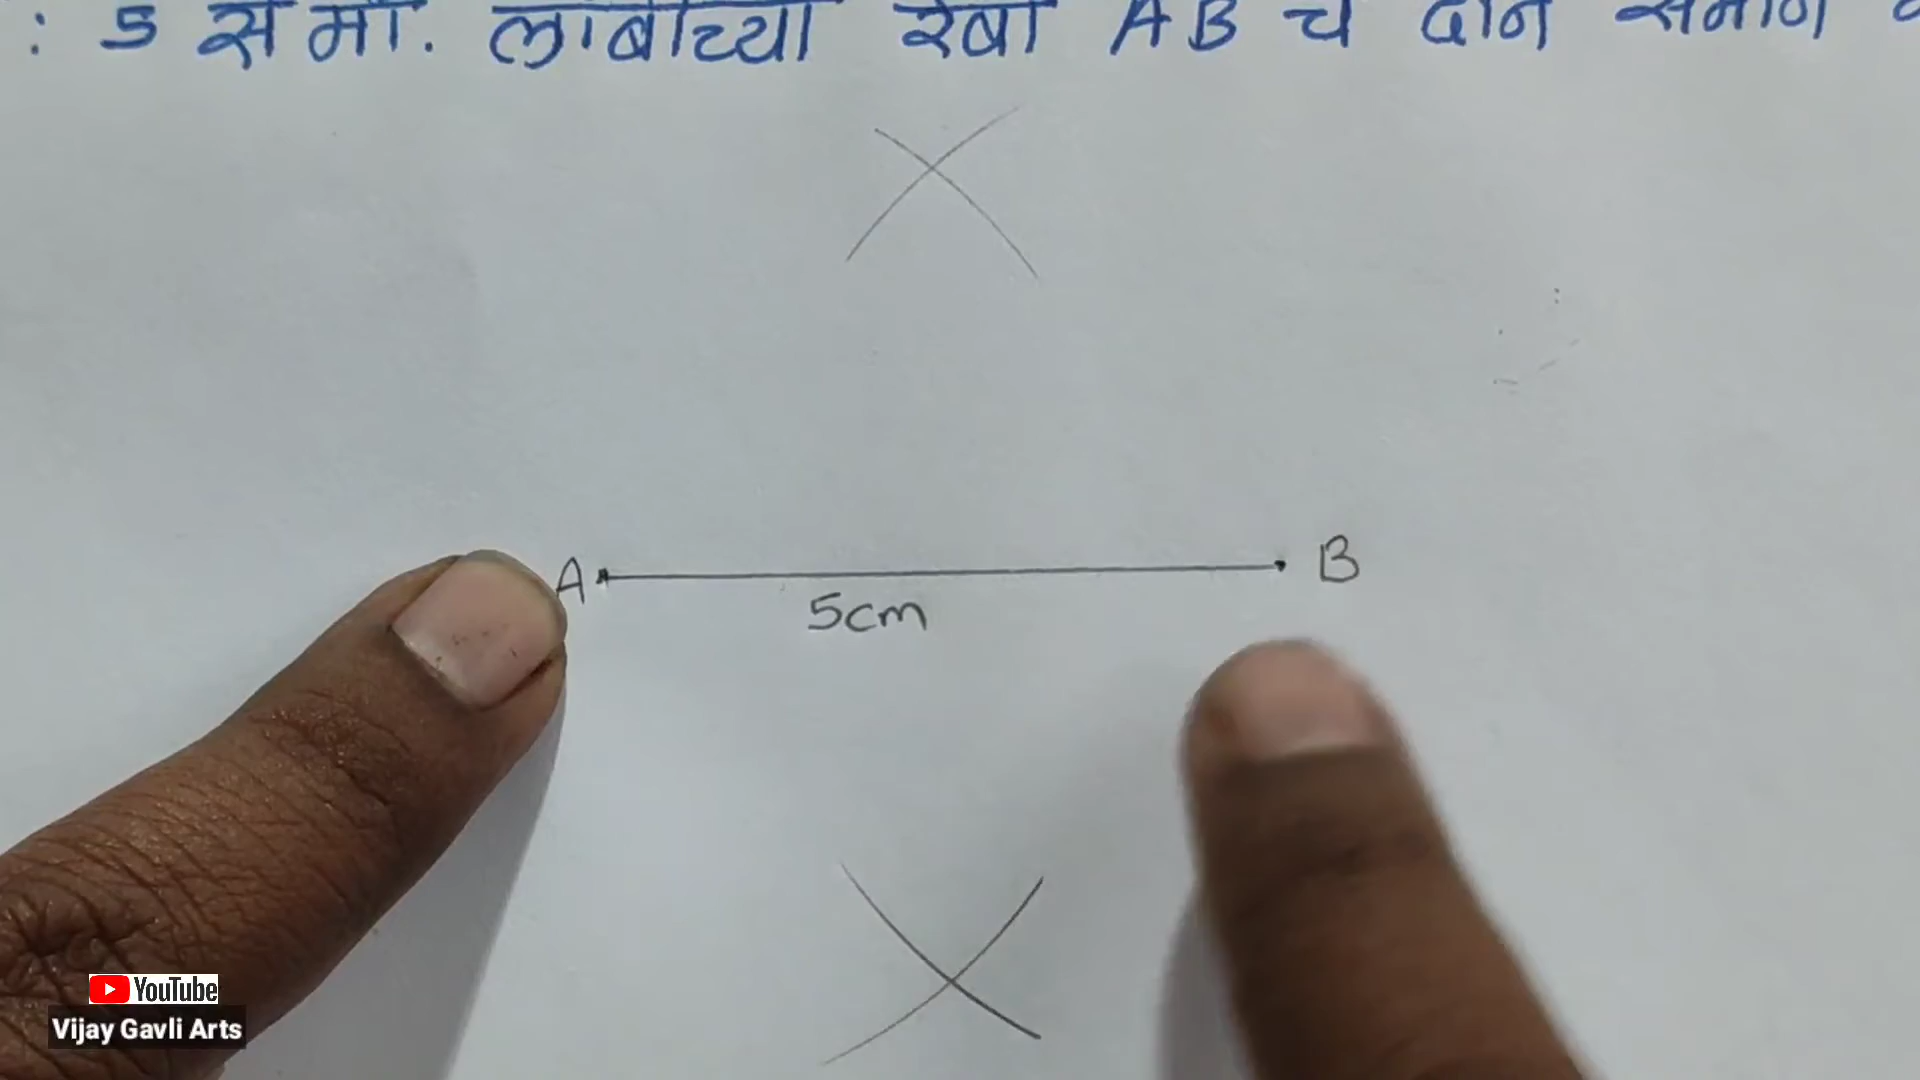 : 5 से मी. लांबीच्या रेषा AB चे दोन समान
A B
5cm
YouTube
Vijay Gavli Arts